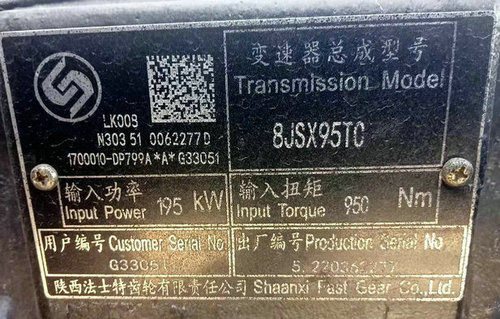 变速器总成型号
Transmission Model
8JSX95TC
LK009
N303 51 0062277D
1700010-DP799A*A*G33051
输入功率
Input Power 195 kW
输入扭矩
Input Torque 950 Nm
用户编号 Customer Serial No
G33051
出厂编号 Production Serial No
陕西法士特齿轮有限责任公司 Shaanxi Fast Gear Co., Ltd.